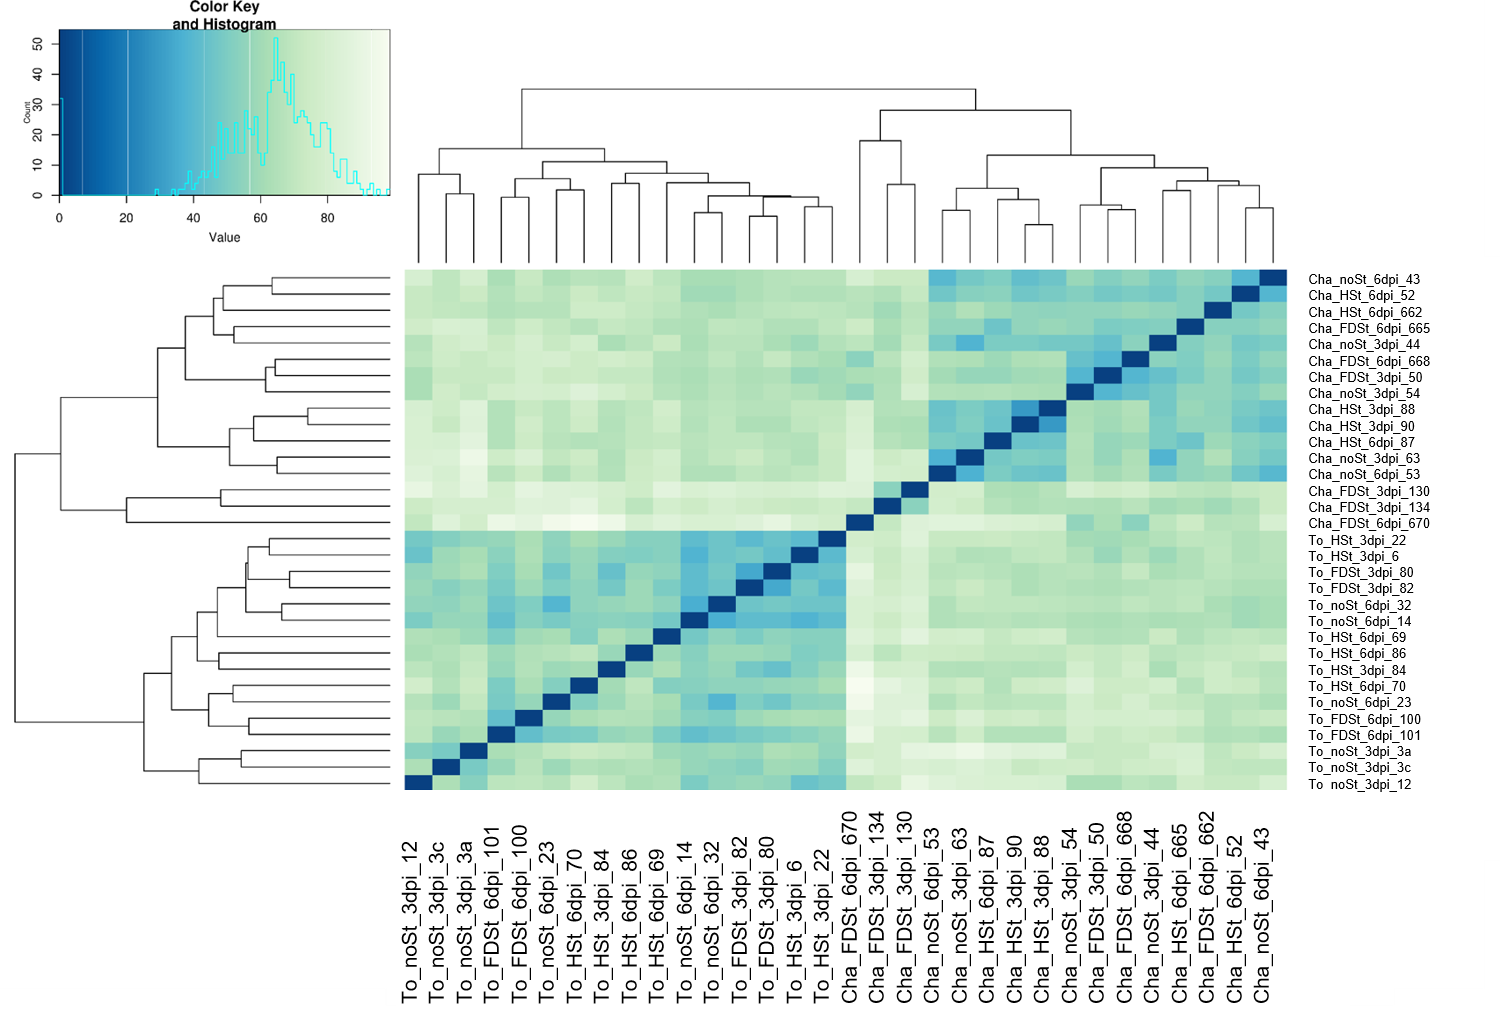 Color Key
and Histogram
Count
0
10
20
30
40
50
0
20
40
60
80
Value
Cha_noSt_6dpi_43
Cha_HSt_6dpi_52
Cha_HSt_6dpi_662
Cha_FDSt_6dpi_665
Cha_noSt_3dpi_44
Cha_FDSt_6dpi_668
Cha_FDSt_3dpi_50
Cha_noSt_3dpi_54
Cha_HSt_3dpi_88
Cha_HSt_3dpi_90
Cha_HSt_6dpi_87
Cha_noSt_3dpi_63
Cha_noSt_6dpi_53
Cha_FDSt_3dpi_130
Cha_FDSt_3dpi_134
Cha_FDSt_6dpi_670
To_HSt_3dpi_22
To_HSt_3dpi_6
To_FDSt_3dpi_80
To_FDSt_3dpi_82
To_noSt_6dpi_32
To_noSt_6dpi_14
To_HSt_6dpi_69
To_HSt_6dpi_86
To_HSt_3dpi_84
To_HSt_6dpi_70
To_noSt_6dpi_23
To_FDSt_6dpi_100
To_FDSt_6dpi_101
To_noSt_3dpi_3a
To_noSt_3dpi_3c
To_noSt_3dpi_12
To_noSt_3dpi_12
To_noSt_3dpi_3c
To_noSt_3dpi_3a
To_FDSt_6dpi_101
To_FDSt_6dpi_100
To_noSt_6dpi_23
To_HSt_6dpi_70
To_HSt_3dpi_84
To_HSt_6dpi_86
To_HSt_6dpi_69
To_noSt_6dpi_14
To_noSt_6dpi_32
To_FDSt_3dpi_82
To_FDSt_3dpi_80
To_HSt_3dpi_6
To_HSt_3dpi_22
Cha_FDSt_6dpi_670
Cha_FDSt_3dpi_134
Cha_FDSt_3dpi_130
Cha_noSt_6dpi_53
Cha_noSt_3dpi_63
Cha_HSt_6dpi_87
Cha_HSt_3dpi_90
Cha_HSt_3dpi_88
Cha_noSt_3dpi_54
Cha_FDSt_3dpi_50
Cha_FDSt_6dpi_668
Cha_noSt_3dpi_44
Cha_HSt_6dpi_665
Cha_FDSt_6dpi_662
Cha_HSt_6dpi_52
Cha_noSt_6dpi_43